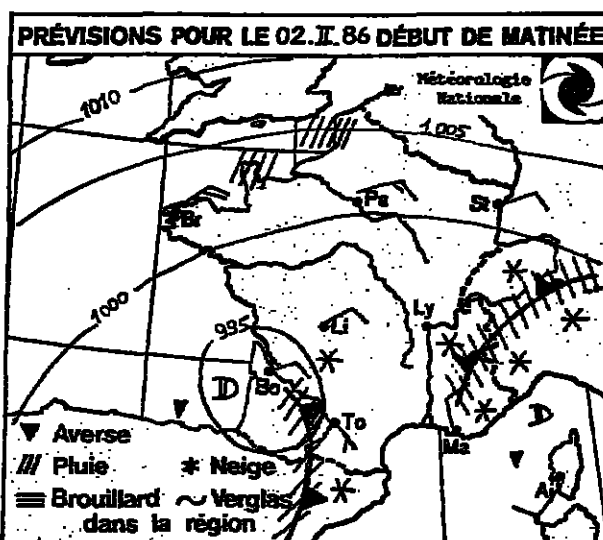 PRÉVISIONS POUR LE 02.II.86 DÉBUT DE MATINÉE
Météorologie
Nationale
1010
1005
Pa
St
Br
1000
995
Li
Ly
D
Bo
To
Ma
D
A
Averse
Pluie
Neige
Brouillard
Verglas
dans la région